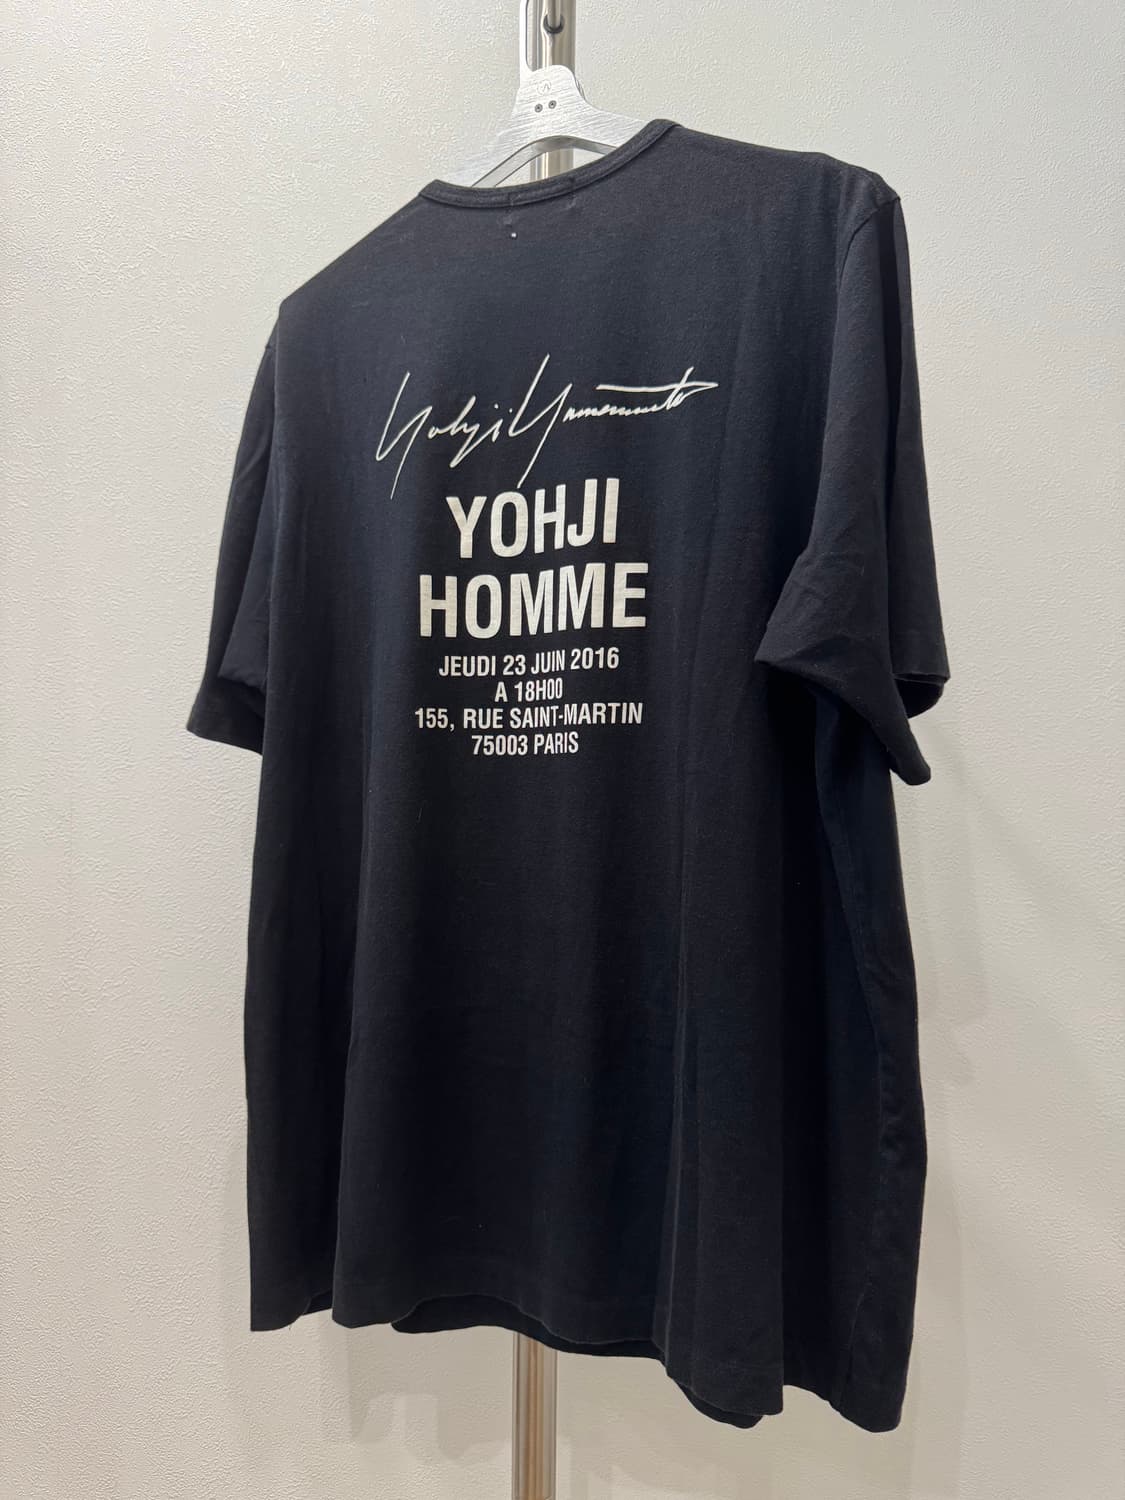 Yohji Yamamoto
YOHJI
HOMME
JEUDI 23 JUIN 2016
A 18H00
155, RUE SAINT-MARTIN
75003 PARIS